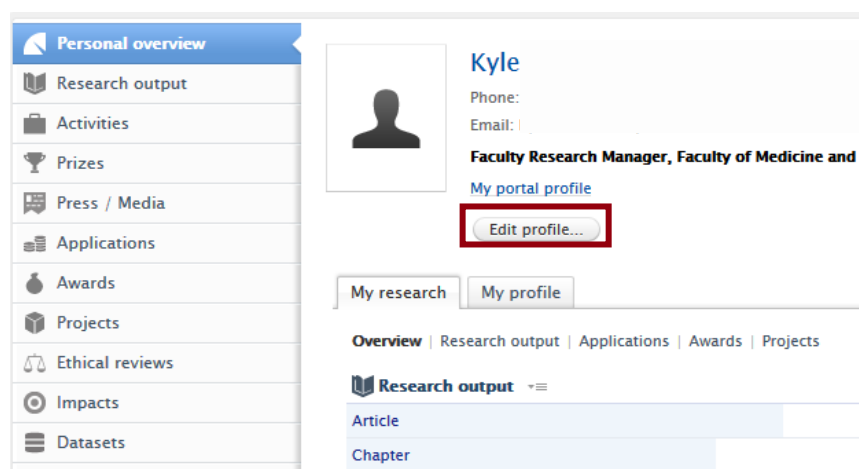 Personal overview
Research output
Activities
Prizes
Press / Media
Applications
Awards
Projects
Ethical reviews
Impacts
Datasets
Kyle
Phone:
Email:
Faculty Research Manager, Faculty of Medicine and
My portal profile
Edit profile...
My research My profile
Overview | Research output | Applications | Awards | Projects
Research output
Article
Chapter